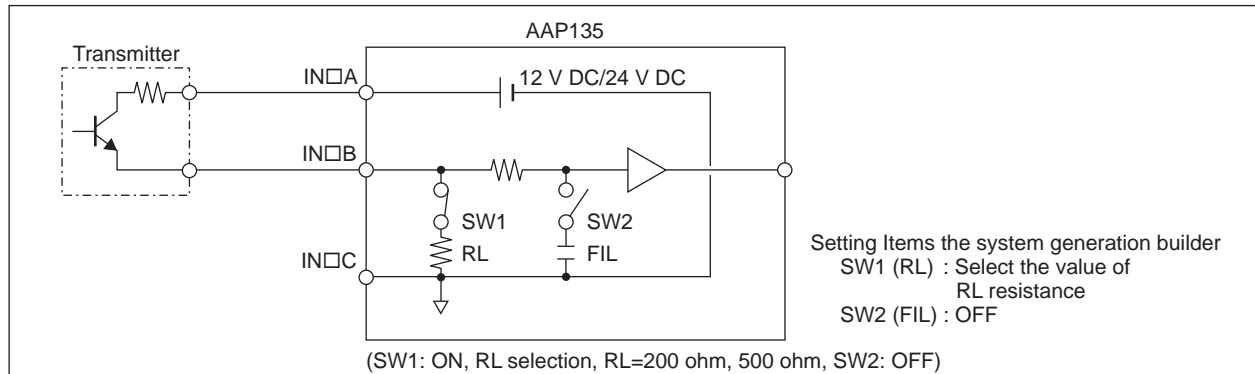 AAP135
Transmitter
IN□A
12 V DC/24 V DC
IN□B
SW1
SW2
RL
FIL
IN□C
Setting Items the system generation builder
SW1 (RL) : Select the value of
RL resistance
SW2 (FIL) : OFF
(SW1: ON, RL selection, RL=200 ohm, 500 ohm, SW2: OFF)